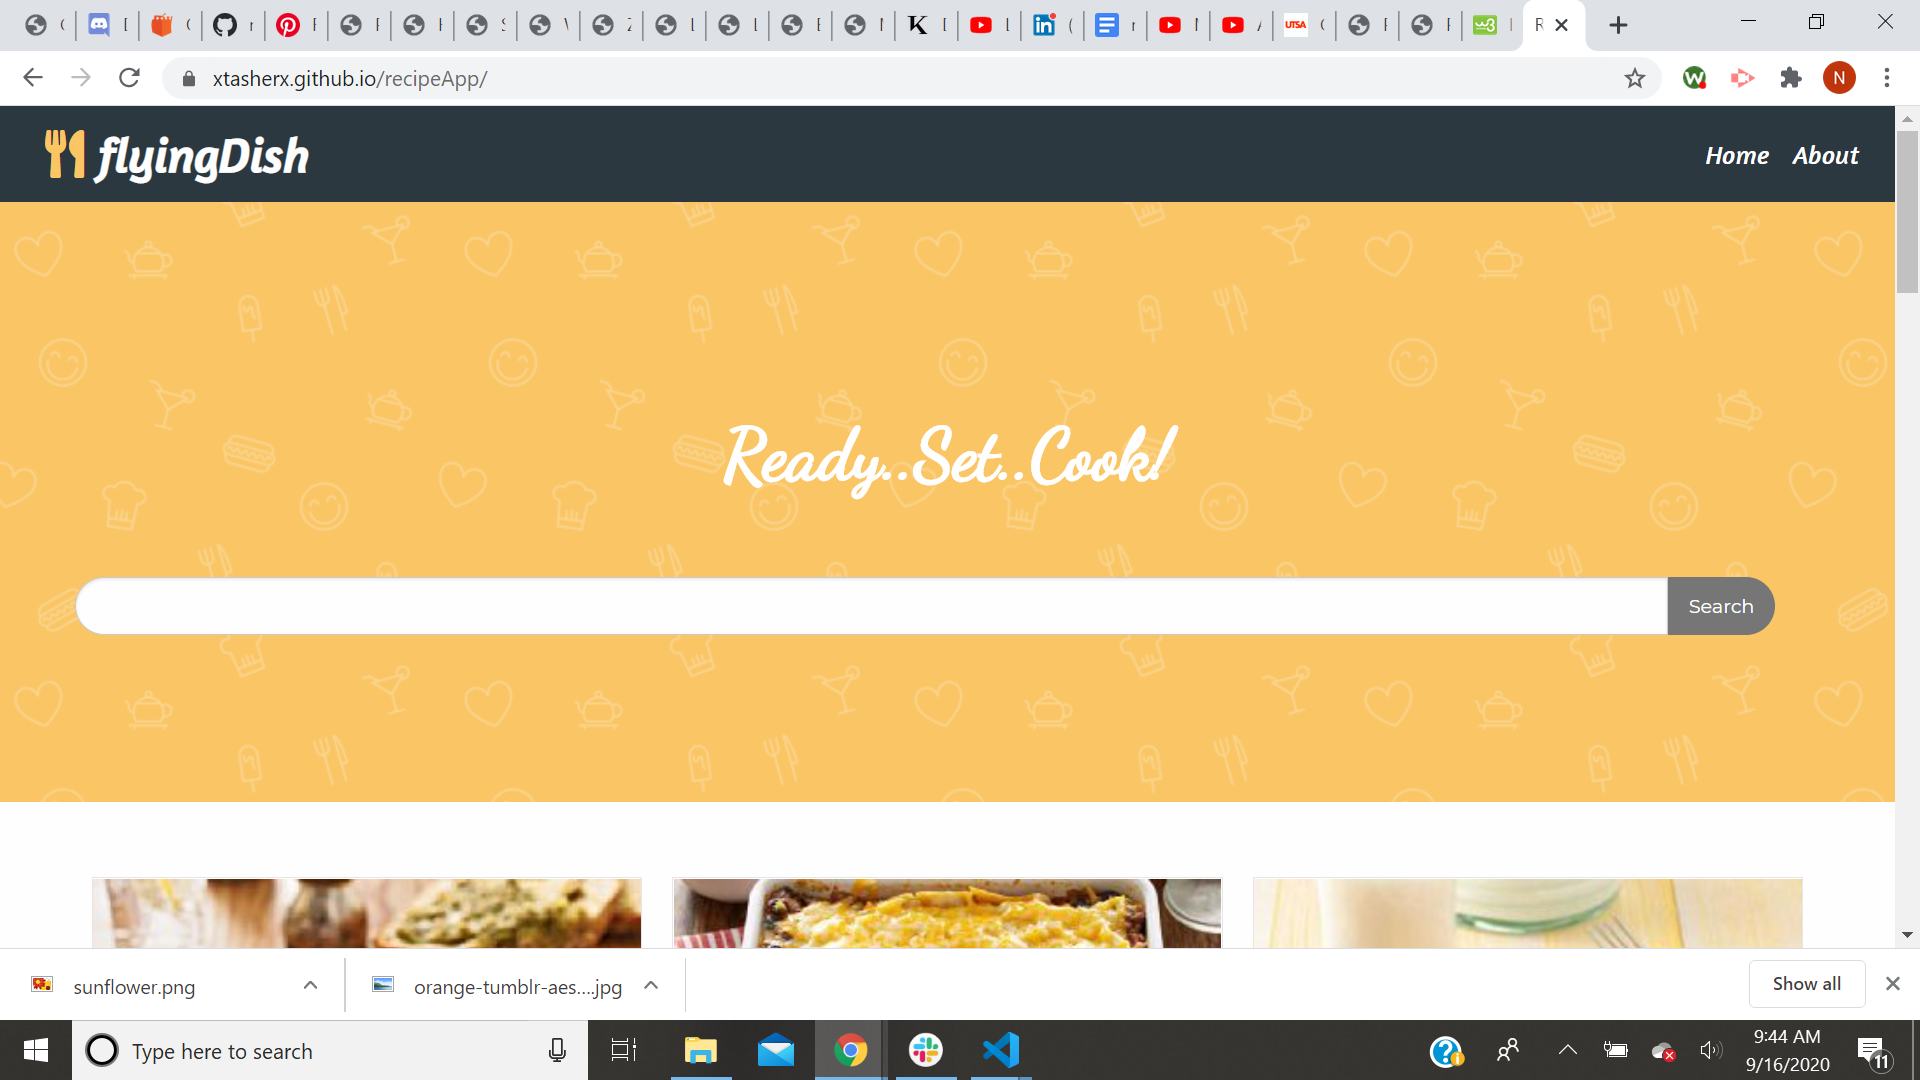 xtasherx.github.io/recipeApp/
N
flyingDish
Home About
Ready..Set..Cook!
Search
sunflower.png
orange-tumblr-aes....jpg
Show all
Type here to search
9:44 AM
9/16/2020
11